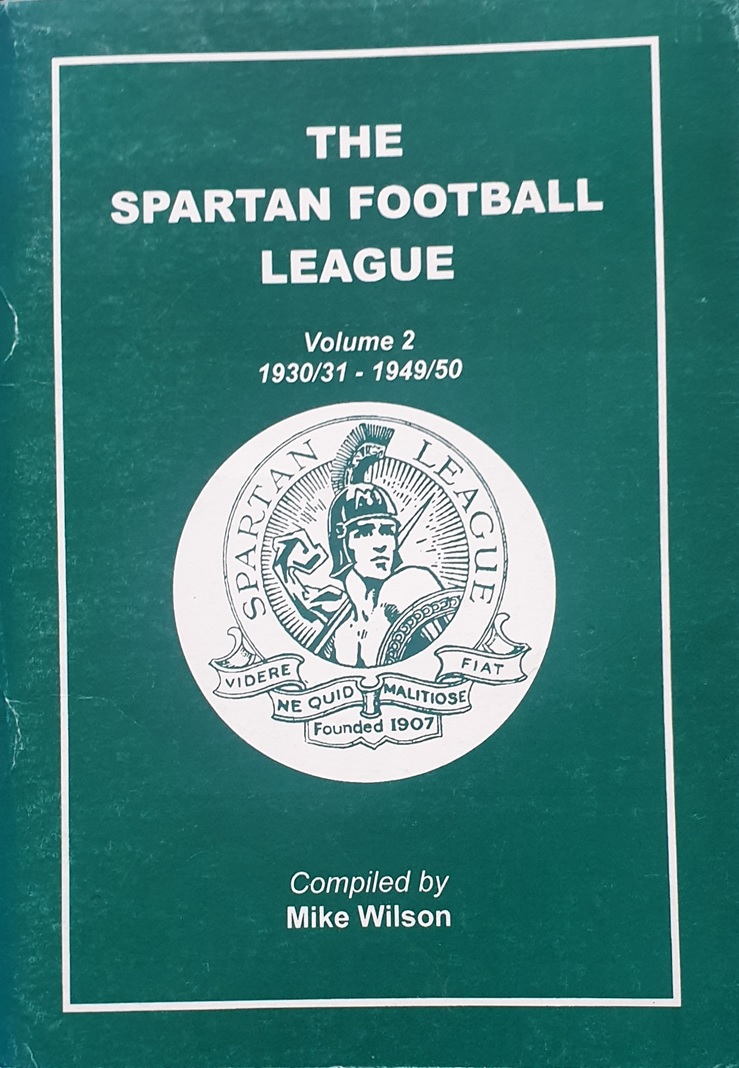 THE
SPARTAN FOOTBALL
LEAGUE
Volume 2
1930/31 - 1949/50
SPARTAN LEAGUE
VIDERE NE QUID MALITIOSE FIAT
Founded 1907
Compiled by
Mike Wilson